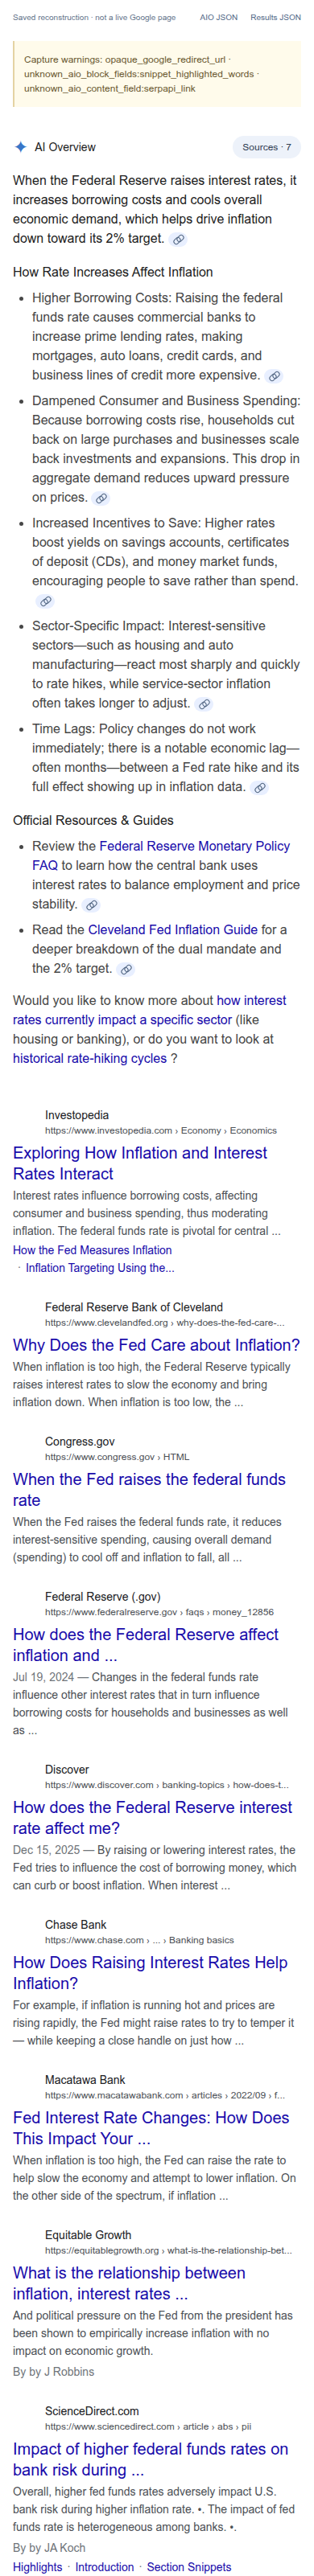 Saved reconstruction · not a live Google page
AIO JSON Results JSON
Capture warnings: opaque_google_redirect_url ·
unknown_aio_block_fields:snippet_highlighted_words ·
unknown_aio_content_field:serpapi_link
AI Overview
Sources · 7
When the Federal Reserve raises interest rates, it
increases borrowing costs and cools overall
economic demand, which helps drive inflation
down toward its 2% target.
How Rate Increases Affect Inflation
• Higher Borrowing Costs: Raising the federal
funds rate causes commercial banks to
increase prime lending rates, making
mortgages, auto loans, credit cards, and
business lines of credit more expensive.
• Dampened Consumer and Business Spending:
Because borrowing costs rise, households cut
back on large purchases and businesses scale
back investments and expansions. This drop in
aggregate demand reduces upward pressure
on prices.
• Increased Incentives to Save: Higher rates
boost yields on savings accounts, certificates
of deposit (CDs), and money market funds,
encouraging people to save rather than spend.
• Sector-Specific Impact: Interest-sensitive
sectors—such as housing and auto
manufacturing—react most sharply and quickly
to rate hikes, while service-sector inflation
often takes longer to adjust.
• Time Lags: Policy changes do not work
immediately; there is a notable economic lag—
often months—between a Fed rate hike and its
full effect showing up in inflation data.
Official Resources & Guides
• Review the Federal Reserve Monetary Policy
FAQ to learn how the central bank uses
interest rates to balance employment and price
stability.
• Read the Cleveland Fed Inflation Guide for a
deeper breakdown of the dual mandate and
the 2% target.
Would you like to know more about how interest
rates currently impact a specific sector (like
housing or banking), or do you want to look at
historical rate-hiking cycles ?
Investopedia
https://www.investopedia.com › Economy › Economics
Exploring How Inflation and Interest
Rates Interact
Interest rates influence borrowing costs, affecting
consumer and business spending, thus moderating
inflation. The federal funds rate is pivotal for central ...
How the Fed Measures Inflation
· Inflation Targeting Using the...
Federal Reserve Bank of Cleveland
https://www.clevelandfed.org › why-does-the-fed-care-...
Why Does the Fed Care about Inflation?
When inflation is too high, the Federal Reserve typically
raises interest rates to slow the economy and bring
inflation down. When inflation is too low, the ...
Congress.gov
https://www.congress.gov › HTML
When the Fed raises the federal funds
rate
When the Fed raises the federal funds rate, it reduces
interest-sensitive spending, causing overall demand
(spending) to cool off and inflation to fall, all ...
Federal Reserve (.gov)
https://www.federalreserve.gov › faqs › money_12856
How does the Federal Reserve affect
inflation and ...
Jul 19, 2024 — Changes in the federal funds rate
influence other interest rates that in turn influence
borrowing costs for households and businesses as well
as ...
Discover
https://www.discover.com › banking-topics › how-does-t...
How does the Federal Reserve interest
rate affect me?
Dec 15, 2025 — By raising or lowering interest rates, the
Fed tries to influence the cost of borrowing money, which
can curb or boost inflation. When interest ...
Chase Bank
https://www.chase.com › ... › Banking basics
How Does Raising Interest Rates Help
Inflation?
For example, if inflation is running hot and prices are
rising rapidly, the Fed might raise rates to try to temper it
— while keeping a close handle on just how ...
Macatawa Bank
https://www.macatawabank.com › articles › 2022/09 › f...
Fed Interest Rate Changes: How Does
This Impact Your ...
When inflation is too high, the Fed can raise the rate to
help slow the economy and attempt to lower inflation. On
the other side of the spectrum, if inflation ...
Equitable Growth
https://equitablegrowth.org › what-is-the-relationship-bet...
What is the relationship between
inflation, interest rates ...
And political pressure on the Fed from the president has
been shown to empirically increase inflation with no
impact on economic growth.
By by J Robbins
ScienceDirect.com
https://www.sciencedirect.com › article › abs › pii
Impact of higher federal funds rates on
bank risk during ...
Overall, higher fed funds rates adversely impact U.S.
bank risk during higher inflation rate. •. The impact of fed
funds rate is heterogeneous among banks. •.
By by JA Koch
Highlights · Introduction · Section Snippets